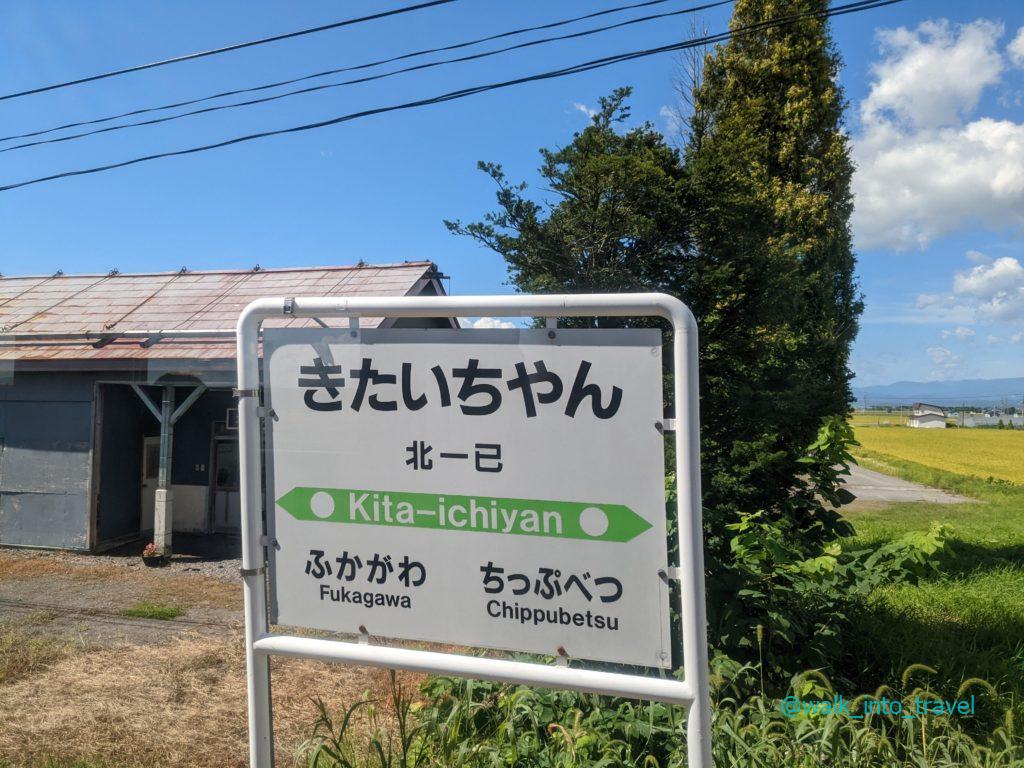 きたいちやん
北一已
Kita-ichiyan
ふかがわ ちっぷべつ
Fukagawa Chippubetsu
@walk_into_travel